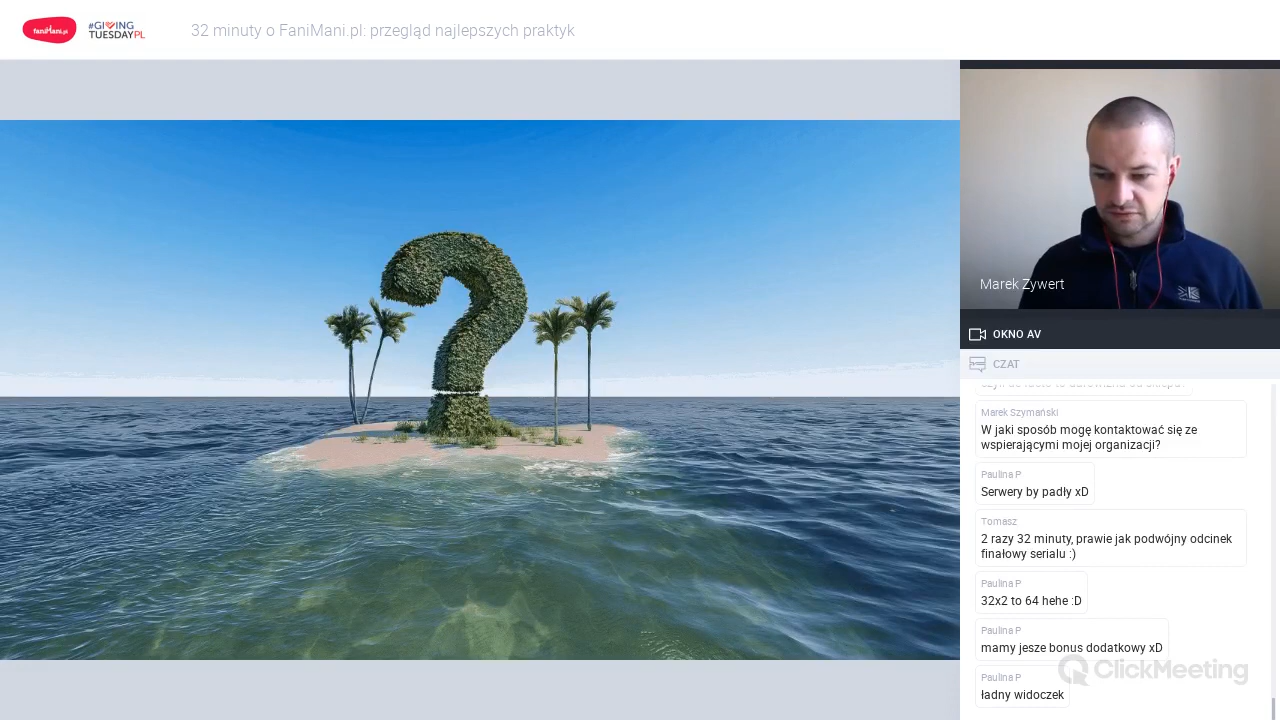 faniMani.pl
#GIVING
TUESDAYPL
32 minuty o FaniMani.pl: przegląd najlepszych praktyk
Marek Zywert
OKNO AV
CZAT
Marek Szymański
W jaki sposób mogę kontaktować się ze
wspierającymi mojej organizacji?
Paulina P
Serwery by padły xD
Tomasz
2 razy 32 minuty, prawie jak podwójny odcinek
finałowy serialu :)
Paulina P
32x2 to 64 hehe :D
Paulina P
mamy jesze bonus dodatkowy xD
ClickMeeting
Paulina P
ładny widoczek